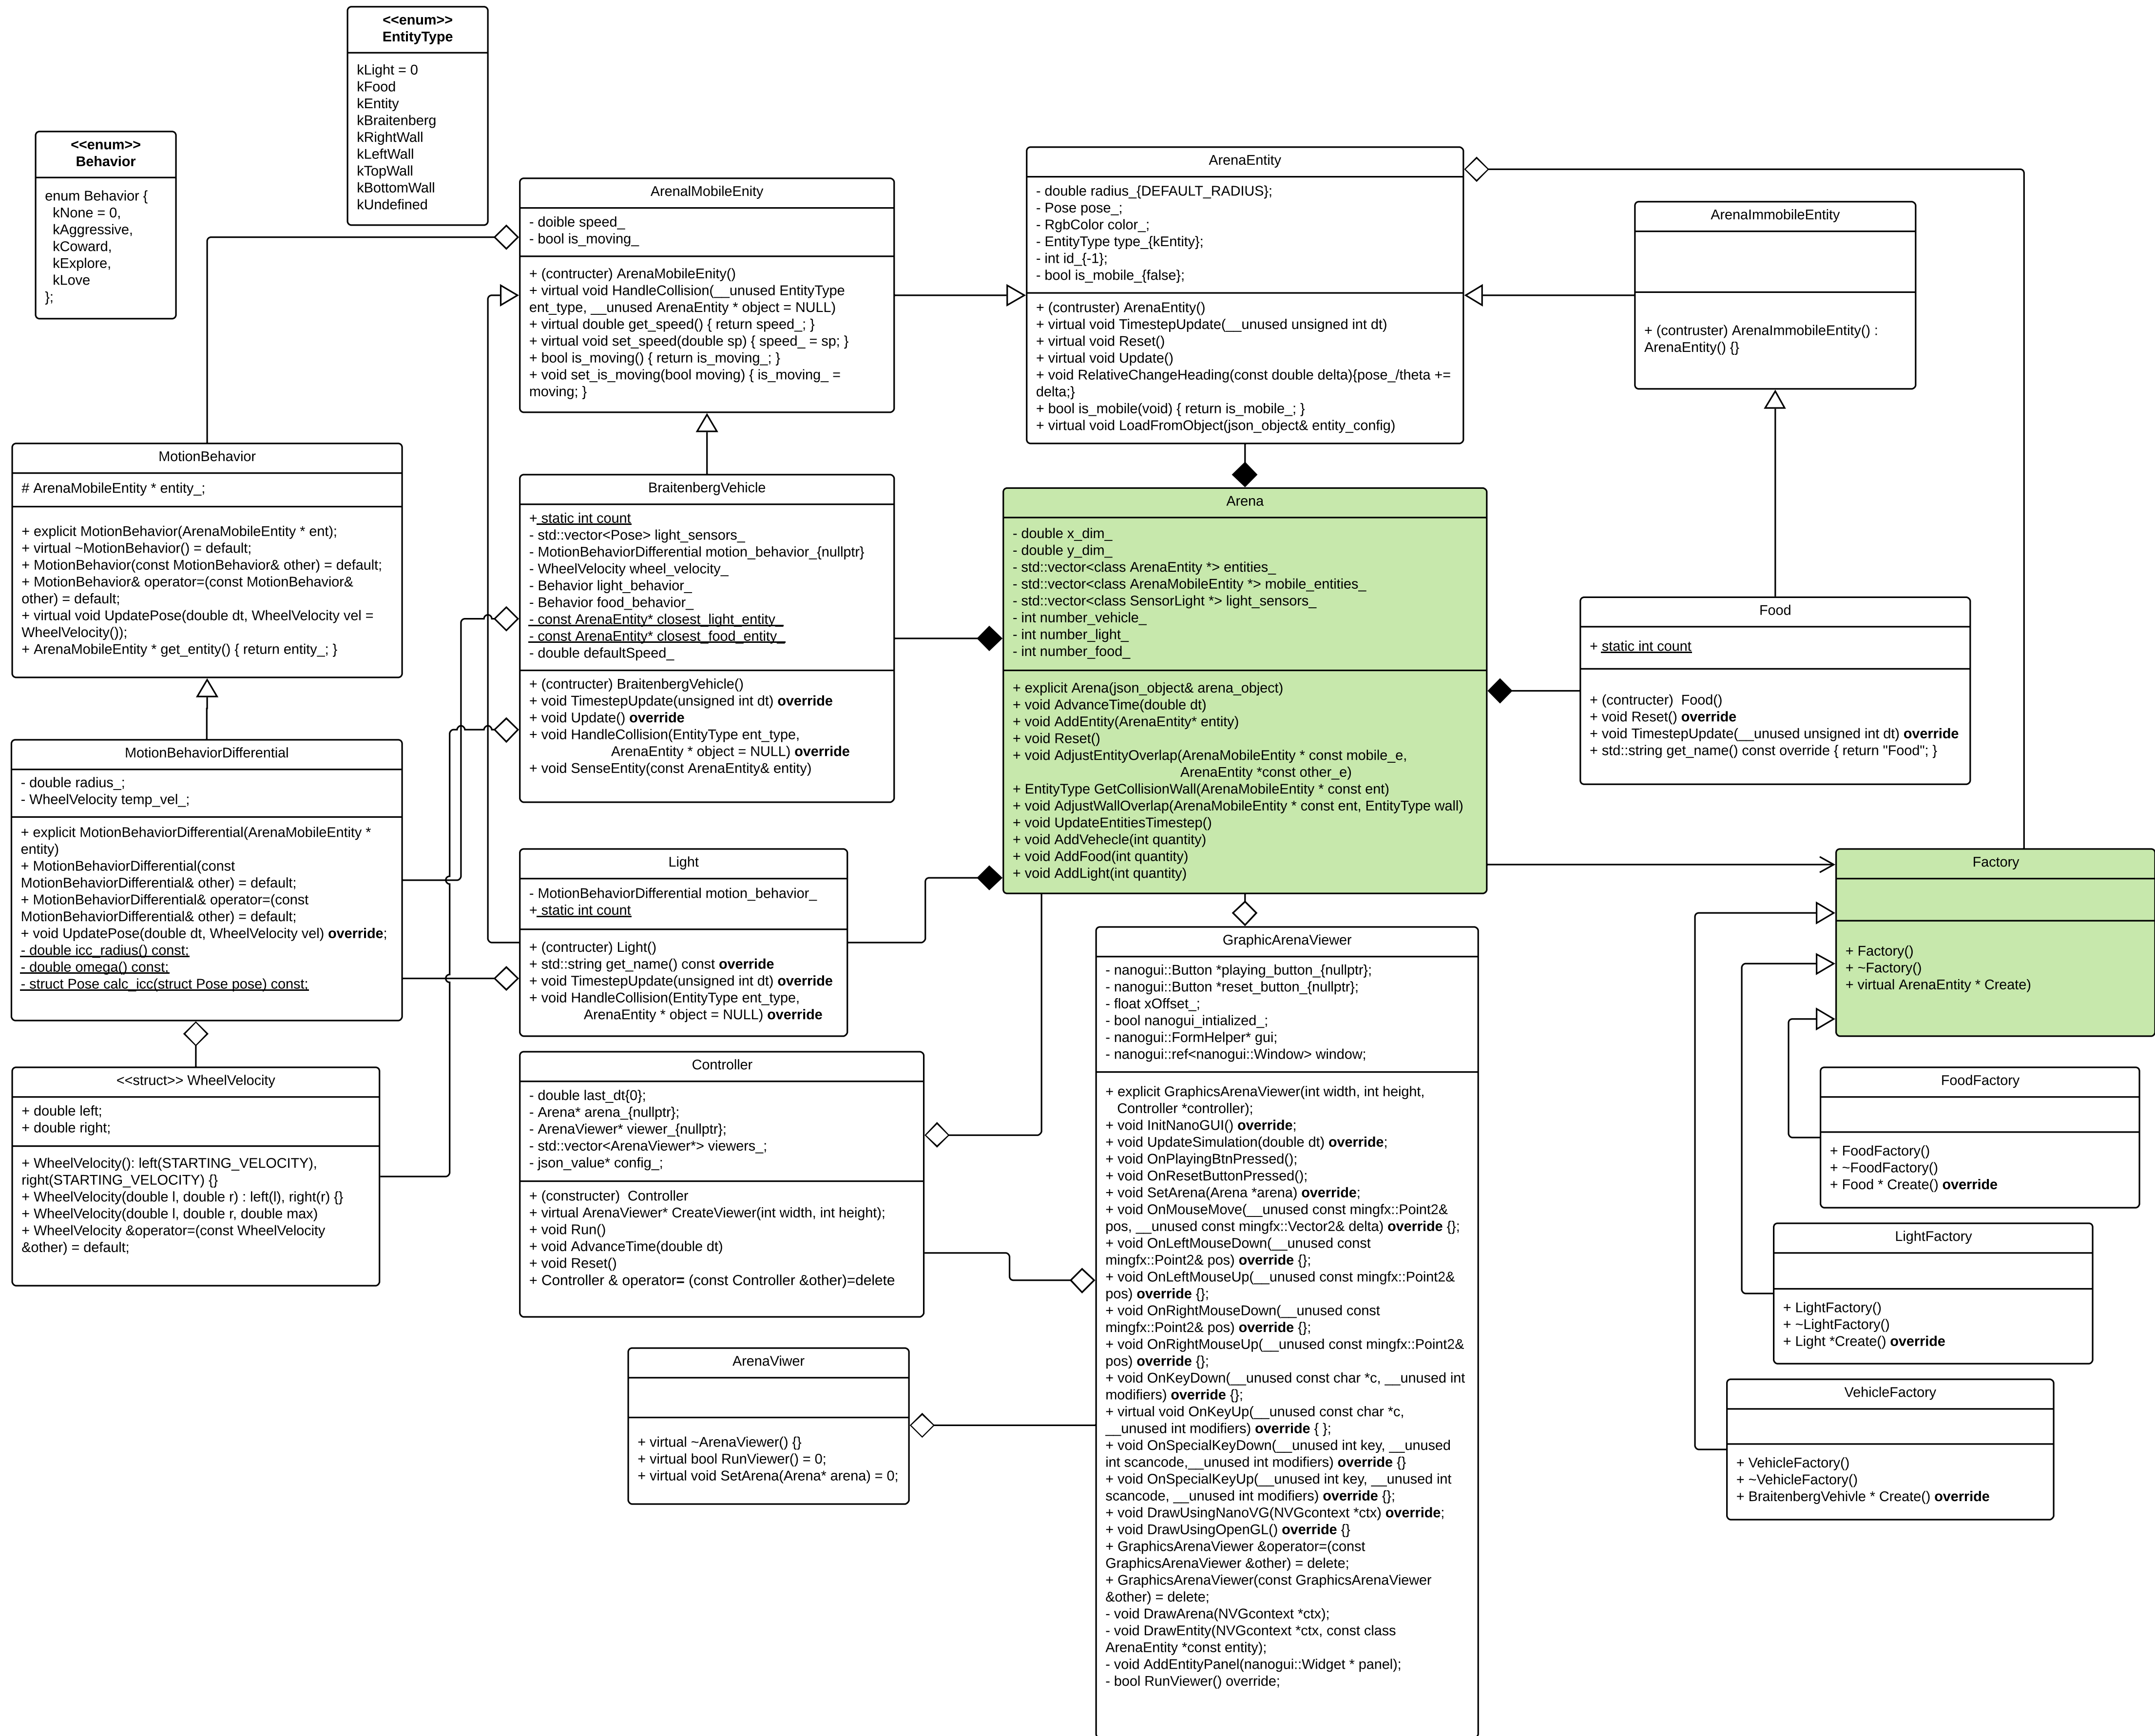 <<enum>>
EntityType
kLight = 0
kFood
kEntity
kBraitenberg
kRightWall
kLeftWall
kTopWall
kBottomWall
kUndefined
<<enum>>
Behavior
enum Behavior {
kNone = 0,
kAggressive,
kCoward,
kExplore,
kLove
};
ArenalMobileEnity
- doible speed_
- bool is_moving_
+ (contructer) ArenaMobileEnity()
+ virtual void HandleCollision(__unused EntityType
ent_type, __unused ArenaEntity * object = NULL)
+ virtual double get_speed() { return speed_; }
+ virtual void set_speed(double sp) { speed_ = sp; }
+ bool is_moving() { return is_moving_; }
+ void set_is_moving(bool moving) { is_moving_ =
moving; }
ArenaEntity
- double radius_{DEFAULT_RADIUS};
- Pose pose_;
- RgbColor color_;
- EntityType type_{kEntity};
- int id_{-1};
- bool is_mobile_{false};
+ (contruster) ArenaEntity()
+ virtual void TimestepUpdate(__unused unsigned int dt)
+ virtual void Reset()
+ virtual void Update()
+ void RelativeChangeHeading(const double delta){pose_/theta +=
delta;}
+ bool is_mobile(void) { return is_mobile_; }
+ virtual void LoadFromObject(json_object& entity_config)
ArenaImmobileEntity
+ (contruster) ArenaImmobileEntity() :
ArenaEntity() {}
MotionBehavior
# ArenaMobileEntity * entity_;
+ explicit MotionBehavior(ArenaMobileEntity * ent);
+ virtual ~MotionBehavior() = default;
+ MotionBehavior(const MotionBehavior& other) = default;
+ MotionBehavior& operator=(const MotionBehavior&
other) = default;
+ virtual void UpdatePose(double dt, WheelVelocity vel =
WheelVelocity());
+ ArenaMobileEntity * get_entity() { return entity_; }
BraitenbergVehicle
+ static int count
- std::vector<Pose> light_sensors_
- MotionBehaviorDifferential motion_behavior_{nullptr}
- WheelVelocity wheel_velocity_
- Behavior light_behavior_
- Behavior food_behavior_
- const ArenaEntity* closest_light_entity_
- const ArenaEntity* closest_food_entity_
- double defaultSpeed_
+ (contructer) BraitenbergVehicle()
+ void TimestepUpdate(unsigned int dt) override
+ void Update() override
+ void HandleCollision(EntityType ent_type,
ArenaEntity * object = NULL) override
+ void SenseEntity(const ArenaEntity& entity)
Arena
- double x_dim_
- double y_dim_
- std::vector<class ArenaEntity *> entities_
- std::vector<class ArenaMobileEntity *> mobile_entities_
- std::vector<class SensorLight *> light_sensors_
- int number_vehicle_
- int number_light_
- int number_food_
+ explicit Arena(json_object& arena_object)
+ void AdvanceTime(double dt)
+ void AddEntity(ArenaEntity* entity)
+ void Reset()
+ void AdjustEntityOverlap(ArenaMobileEntity * const mobile_e,
ArenaEntity *const other_e)
+ EntityType GetCollisionWall(ArenaMobileEntity * const ent)
+ void AdjustWallOverlap(ArenaMobileEntity * const ent, EntityType wall)
+ void UpdateEntitiesTimestep()
+ void AddVehecle(int quantity)
+ void AddFood(int quantity)
+ void AddLight(int quantity)
Food
+ static int count
+ (contructer)  Food()
+ void Reset() override
+ void TimestepUpdate(__unused unsigned int dt) override
+ std::string get_name() const override { return "Food"; }
MotionBehaviorDifferential
- double radius_;
- WheelVelocity temp_vel_;
+ explicit MotionBehaviorDifferential(ArenaMobileEntity *
entity)
+ MotionBehaviorDifferential(const
MotionBehaviorDifferential& other) = default;
+ MotionBehaviorDifferential& operator=(const
MotionBehaviorDifferential& other) = default;
+ void UpdatePose(double dt, WheelVelocity vel) override;
- double icc_radius() const;
- double omega() const;
- struct Pose calc_icc(struct Pose pose) const;
Light
- MotionBehaviorDifferential motion_behavior_
+ static int count
+ (contructer) Light()
+ std::string get_name() const override
+ void TimestepUpdate(unsigned int dt) override
+ void HandleCollision(EntityType ent_type,
ArenaEntity * object = NULL) override
Factory
+ Factory()
+ ~Factory()
+ virtual ArenaEntity * Create)
<<struct>> WheelVelocity
+ double left;
+ double right;
+ WheelVelocity(): left(STARTING_VELOCITY),
right(STARTING_VELOCITY) {}
+ WheelVelocity(double l, double r) : left(l), right(r) {}
+ WheelVelocity(double l, double r, double max)
+ WheelVelocity &operator=(const WheelVelocity
&other) = default;
Controller
- double last_dt{0};
- Arena* arena_{nullptr};
- ArenaViewer* viewer_{nullptr};
- std::vector<ArenaViewer*> viewers_;
- json_value* config_;
+ (constructer)  Controller
+ virtual ArenaViewer* CreateViewer(int width, int height);
+ void Run()
+ void AdvanceTime(double dt)
+ void Reset()
+ Controller & operator= (const Controller &other)=delete
GraphicArenaViewer
- nanogui::Button *playing_button_{nullptr};
- nanogui::Button *reset_button_{nullptr};
- float xOffset_;
- bool nanogui_intialized_;
- nanogui::FormHelper* gui;
- nanogui::ref<nanogui::Window> window;
+ explicit GraphicsArenaViewer(int width, int height,
Controller *controller);
+ void InitNanoGUI() override;
+ void UpdateSimulation(double dt) override;
+ void OnPlayingBtnPressed();
+ void OnResetButtonPressed();
+ void SetArena(Arena *arena) override;
+ void OnMouseMove(__unused const mingfx::Point2&
pos, __unused const mingfx::Vector2& delta) override {};
+ void OnLeftMouseDown(__unused const
mingfx::Point2& pos) override {};
+ void OnLeftMouseUp(__unused const mingfx::Point2&
pos) override {};
+ void OnRightMouseDown(__unused const
mingfx::Point2& pos) override {};
+ void OnRightMouseUp(__unused const mingfx::Point2&
pos) override {};
+ void OnKeyDown(__unused const char *c, __unused int
modifiers) override {};
+ virtual void OnKeyUp(__unused const char *c,
__unused int modifiers) override { };
+ void OnSpecialKeyDown(__unused int key, __unused
int scancode,__unused int modifiers) override {}
+ void OnSpecialKeyUp(__unused int key, __unused int
scancode, __unused int modifiers) override {};
+ void DrawUsingNanoVG(NVGcontext *ctx) override;
+ void DrawUsingOpenGL() override {}
+ GraphicsArenaViewer &operator=(const
GraphicsArenaViewer &other) = delete;
+ GraphicsArenaViewer(const GraphicsArenaViewer
&other) = delete;
- void DrawArena(NVGcontext *ctx);
- void DrawEntity(NVGcontext *ctx, const class
ArenaEntity *const entity);
- void AddEntityPanel(nanogui::Widget * panel);
- bool RunViewer() override;
FoodFactory
+ FoodFactory()
+ ~FoodFactory()
+ Food * Create() override
LightFactory
+ LightFactory()
+ ~LightFactory()
+ Light *Create() override
ArenaViwer
+ virtual ~ArenaViewer() {}
+ virtual bool RunViewer() = 0;
+ virtual void SetArena(Arena* arena) = 0;
VehicleFactory
+ VehicleFactory()
+ ~VehicleFactory()
+ BraitenbergVehivle * Create() override